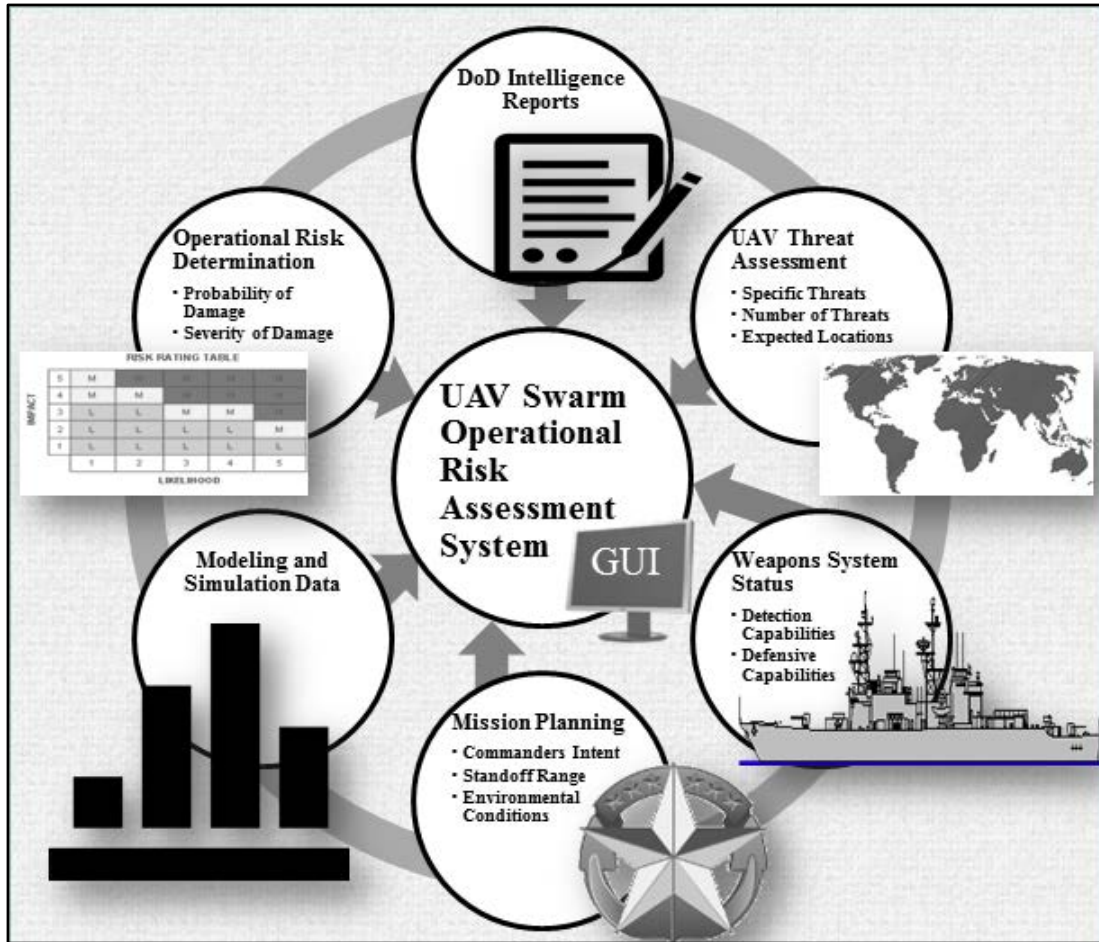 DoD Intelligence
Reports
Operational Risk
Determination
▪ Probability of
Damage
▪ Severity of Damage
UAV Threat
Assessment
▪ Specific Threats
▪ Number of Threats
▪ Expected Locations
RISK RATING TABLE
IMPACT
5 M
4 M M
3 L L M M
2 L L L L M
1 L L L L L
1 2 3 4 5
LIKELIHOOD
UAV Swarm
Operational
Risk
Assessment
System
GUI
Modeling and
Simulation Data
Weapons System
Status
▪ Detection
Capabilities
▪ Defensive
Capabilities
Mission Planning
▪ Commanders Intent
▪ Standoff Range
▪ Environmental
Conditions